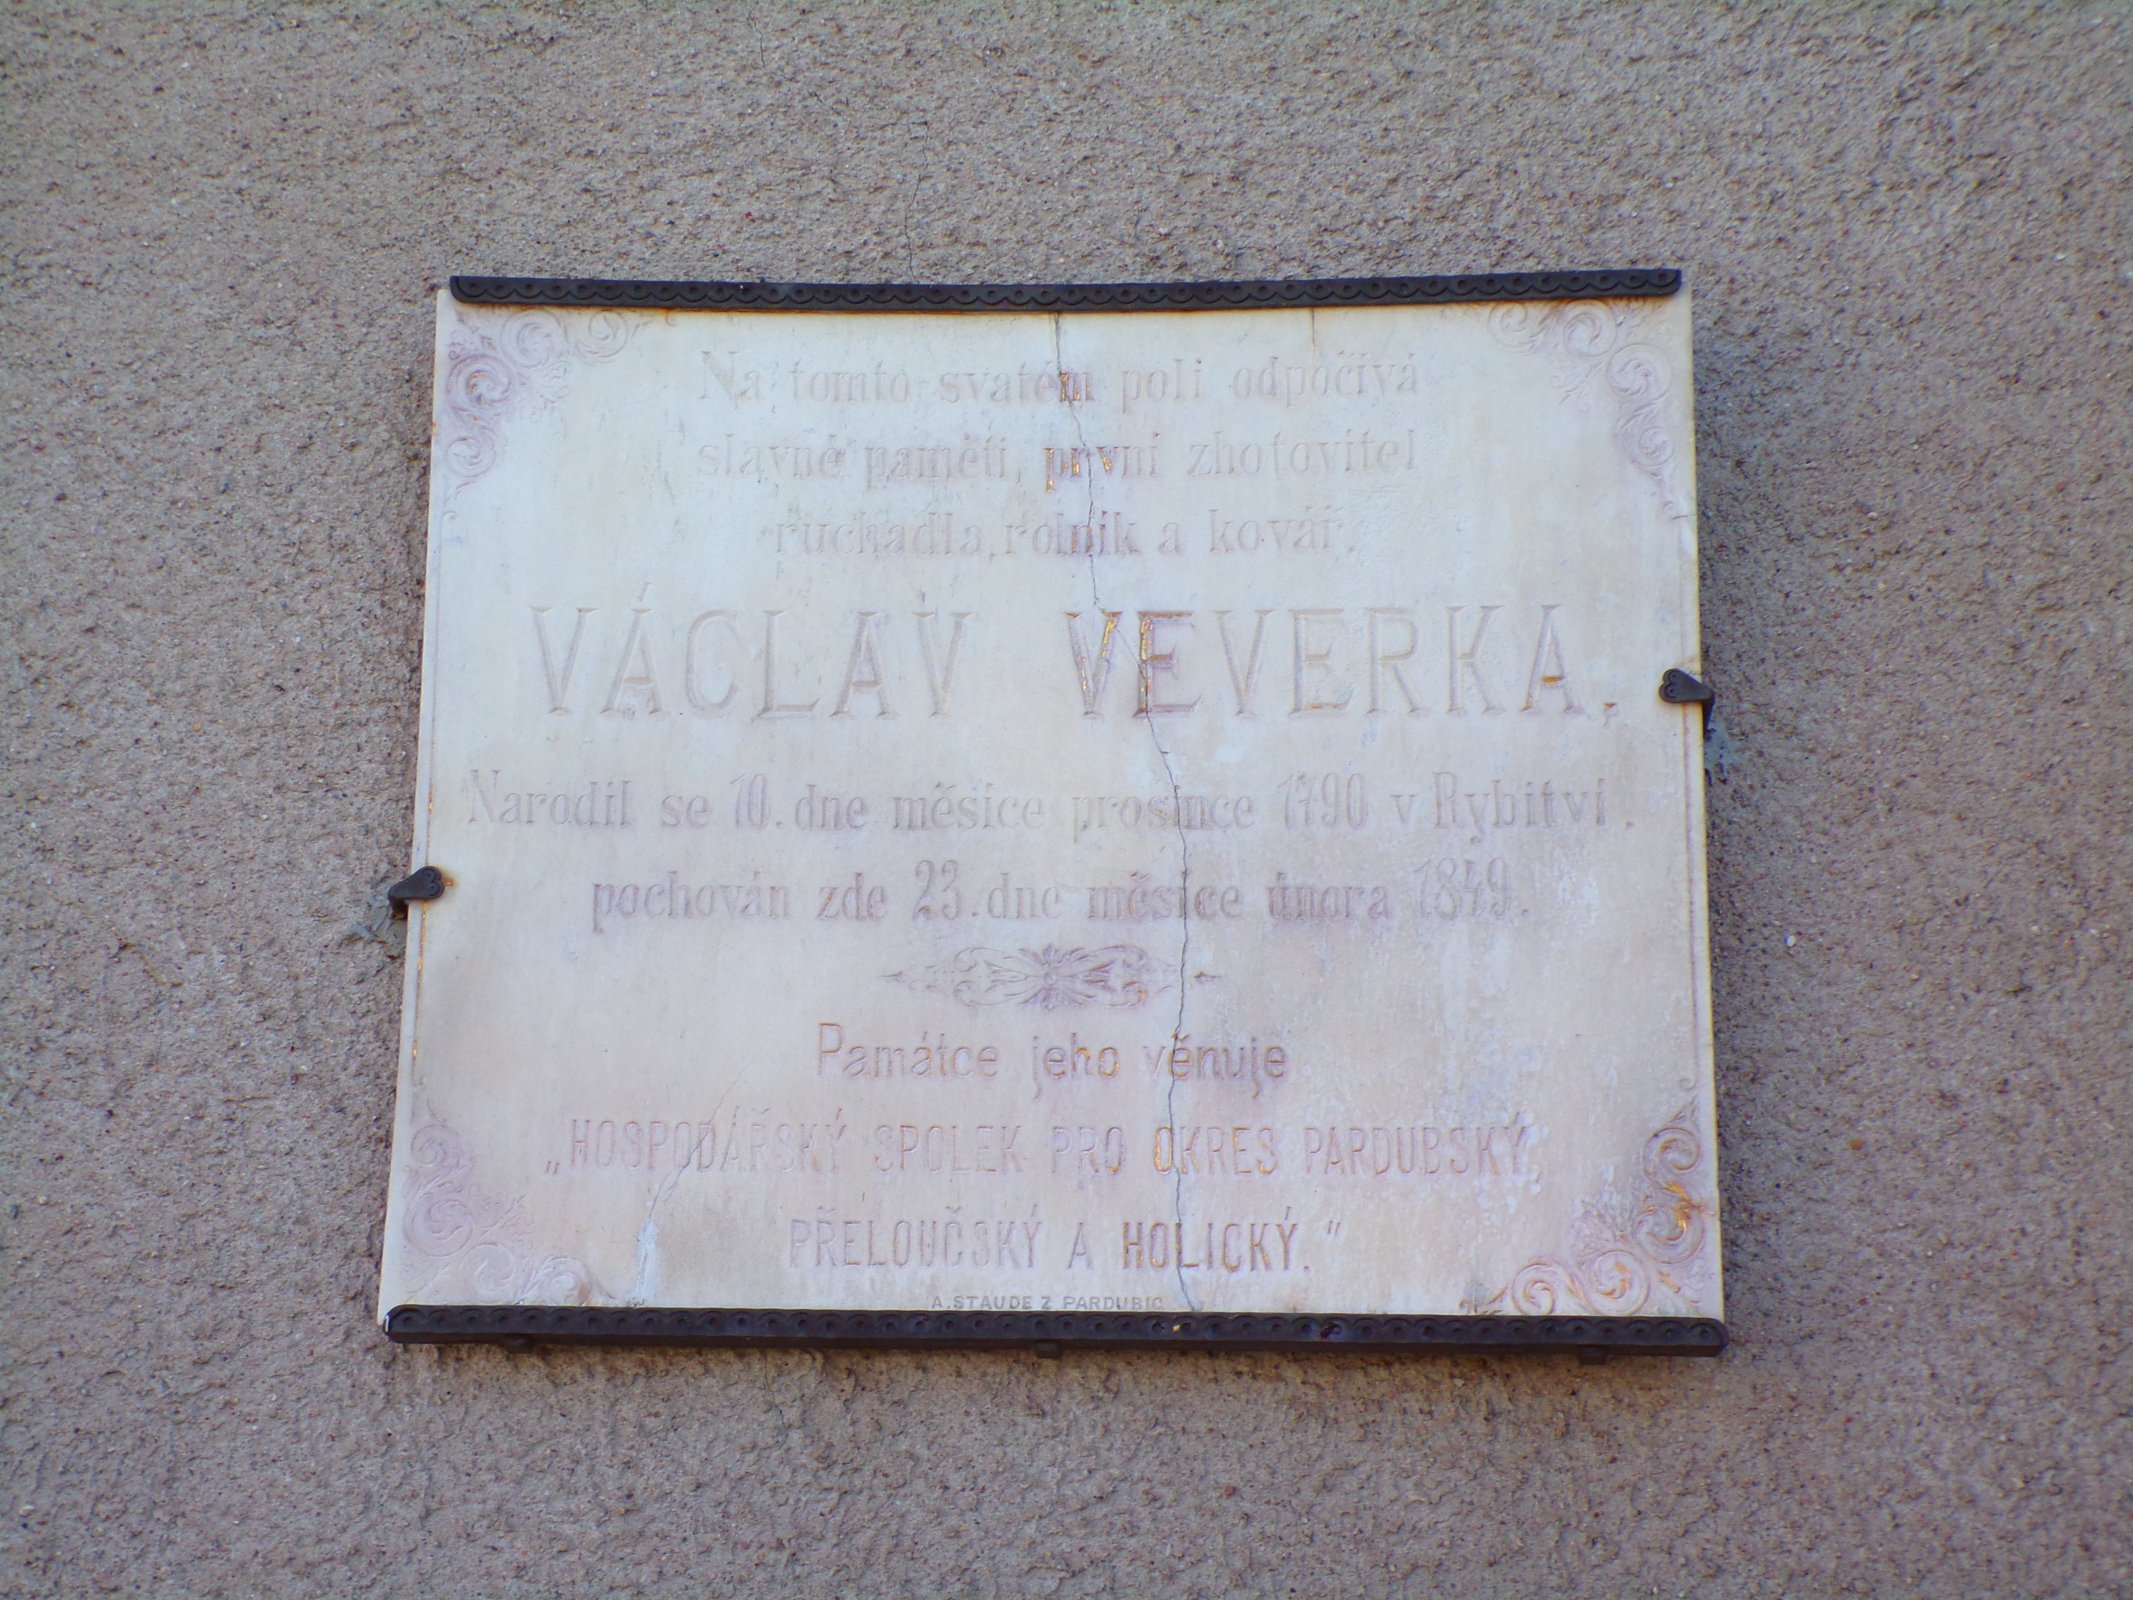 Na tomto svatém poli odpočívá
slavné paměti, první zhotovitel
ruchadla, rolník a kovář,
VÁCLAV VEVERKA,
Narodil se 10. dne měsíce prosince 1790 v Rybitví,
pochován zde 23. dne měsíce února 1849.
Památce jeho věnuje
„HOSPODÁŘSKÝ SPOLEK PRO OKRES PARDUBSKÝ,
PŘELOUČSKÝ A HOLICKÝ.“
A. STAUDE Z PARDUBIC